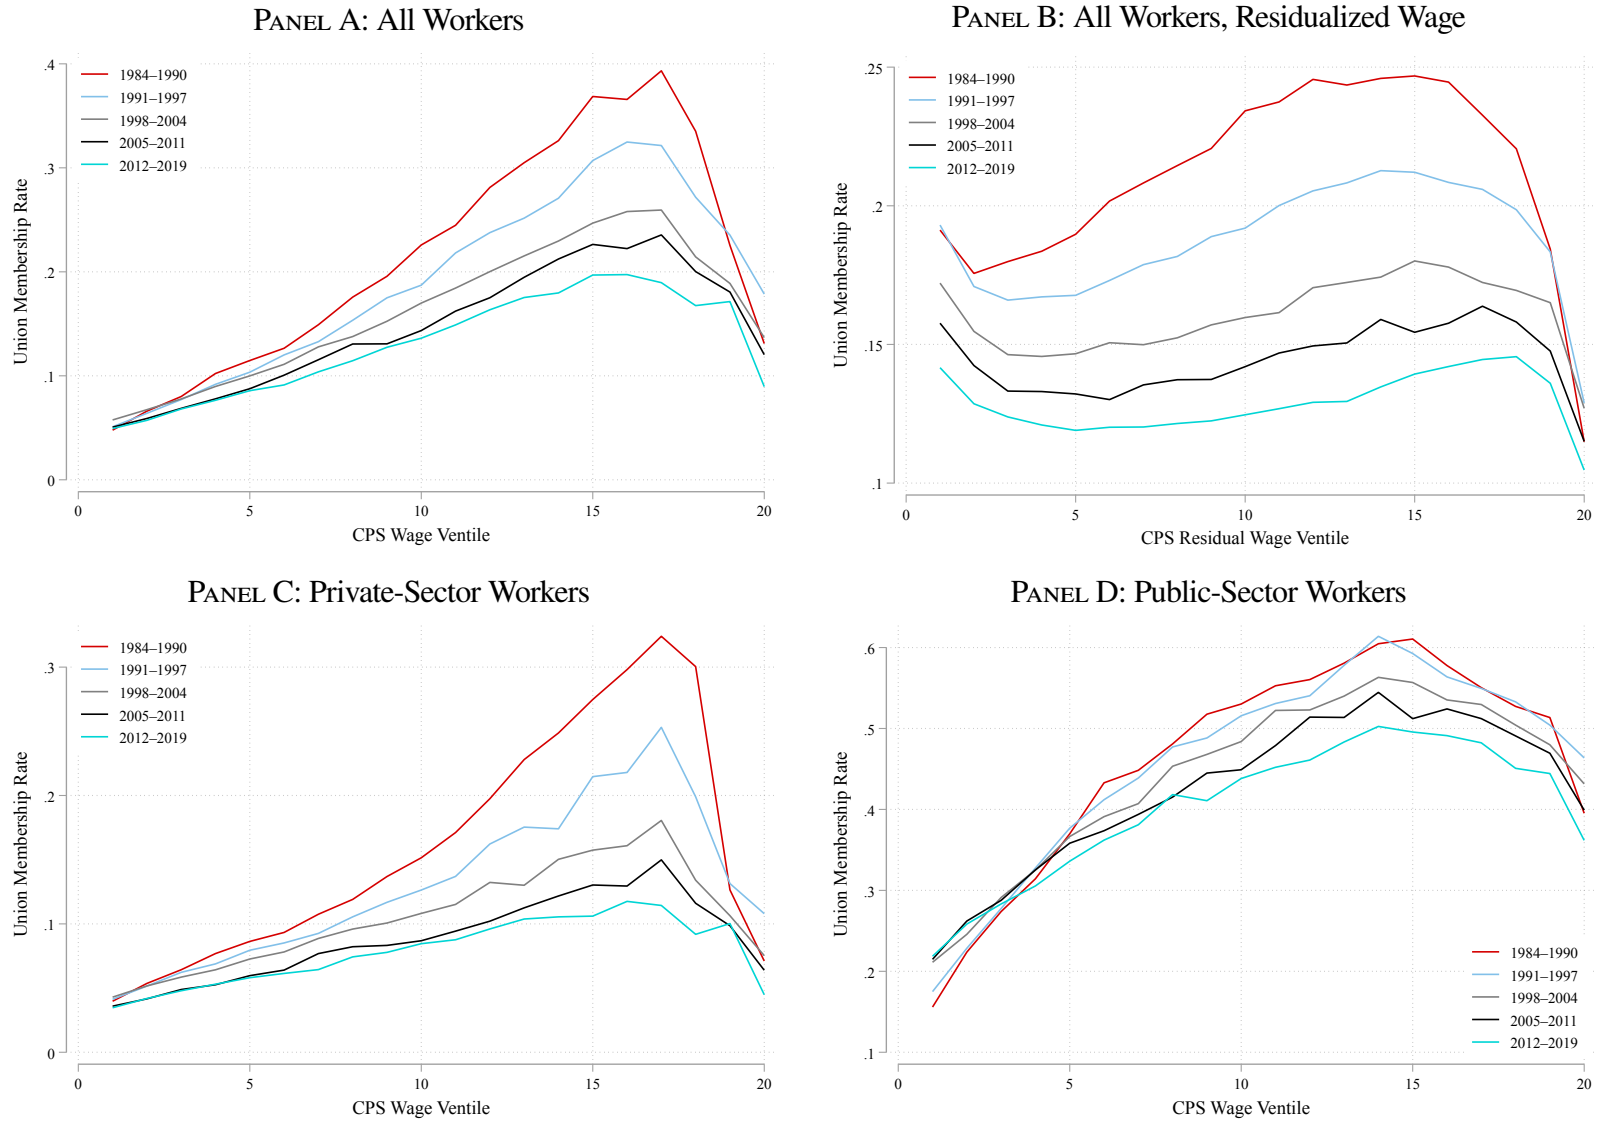 PANEL A: All Workers
.4
.3
.2
.1
0
Union Membership Rate
1984–1990
1991–1997
1998–2004
2005–2011
2012–2019
0 5 10 15 20
CPS Wage Ventile
PANEL B: All Workers, Residualized Wage
.25
.2
.15
.1
Union Membership Rate
1984–1990
1991–1997
1998–2004
2005–2011
2012–2019
0 5 10 15 20
CPS Residual Wage Ventile
PANEL C: Private-Sector Workers
.3
.2
.1
0
Union Membership Rate
1984–1990
1991–1997
1998–2004
2005–2011
2012–2019
0 5 10 15 20
CPS Wage Ventile
PANEL D: Public-Sector Workers
.6
.5
.4
.3
.2
.1
Union Membership Rate
1984–1990
1991–1997
1998–2004
2005–2011
2012–2019
0 5 10 15 20
CPS Wage Ventile